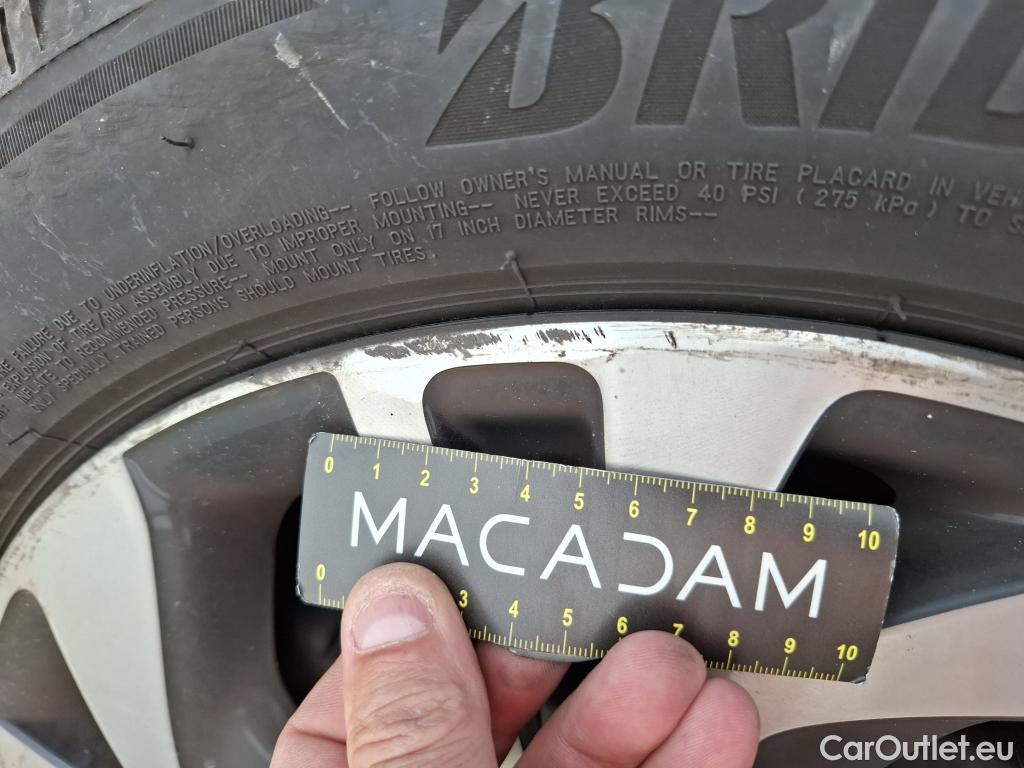 BRID
FAILURE DUE TO UNDERINFLATION/OVERLOADING-- FOLLOW OWNER'S MANUAL OR TIRE PLACARD IN VEH
EXPLOSION OF TIRE/RIM ASSEMBLY DUE TO IMPROPER MOUNTING-- NEVER EXCEED 40 PSI (275 kPa) TO S
PLATE TO RECOMMENDED PRESSURE-- MOUNT ONLY ON 17 INCH DIAMETER RIMS--
ONLY SPECIALLY TRAINED PERSONS SHOULD MOUNT TIRES.
0 1 2 3 4 5 6 7 8 9 10
MACADAM
0 3 4 5 6 7 8 9 10
CarOutlet.eu